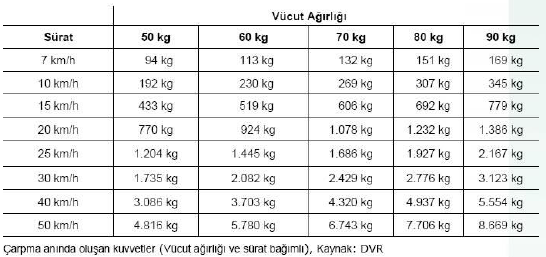 Vücut Ağırlığı
Sürat 50 kg 60 kg 70 kg 80 kg 90 kg
7 km/h 94 kg 113 kg 132 kg 151 kg 169 kg
10 km/h 192 kg 230 kg 269 kg 307 kg 345 kg
15 km/h 433 kg 519 kg 606 kg 692 kg 779 kg
20 km/h 770 kg 924 kg 1.078 kg 1.232 kg 1.386 kg
25 km/h 1.204 kg 1.445 kg 1.686 kg 1.927 kg 2.167 kg
30 km/h 1.735 kg 2.082 kg 2.429 kg 2.776 kg 3.123 kg
40 km/h 3.086 kg 3.703 kg 4.320 kg 4.937 kg 5.554 kg
50 km/h 4.816 kg 5.780 kg 6.743 kg 7.706 kg 8.669 kg
Çarpma anında oluşan kuvvetler (Vücut ağırlığı ve sürat bağımlı), Kaynak: DVR